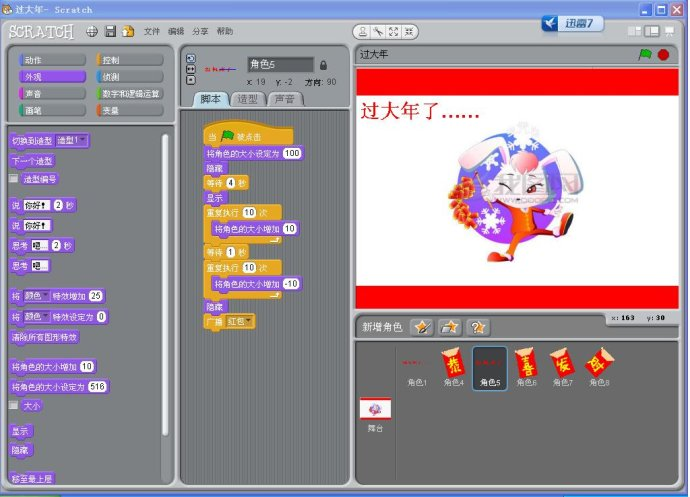 过大年- Scratch
SCRATCH 文件 编辑 分享 帮助
迅雷7
动作 控制
外观 侦测
声音 数字和逻辑运算
画笔 变量
角色5
x: 19 y: -2 方向: 90
脚本 造型 声音
切换到造型 造型1
下一个造型
造型编号
说 你好! 2 秒
说 你好!
思考 嗯... 2 秒
思考 嗯...
将 颜色 特效增加 25
将 颜色 特效设定为 0
清除所有图形特效
将角色的大小增加 10
将角色的大小设定为 516
大小
显示
隐藏
移至最上层
当 被点击
将角色的大小设定为 100
隐藏
等待 4 秒
显示
重复执行 10 次
将角色的大小增加 10
等待 1 秒
重复执行 10 次
将角色的大小增加 -10
隐藏
广播 红包
过大年
过大年了……
x: 163 y: 30
新增角色
恭 喜 发
角色1 角色4 角色5 角色6 角色7 角色8
舞台